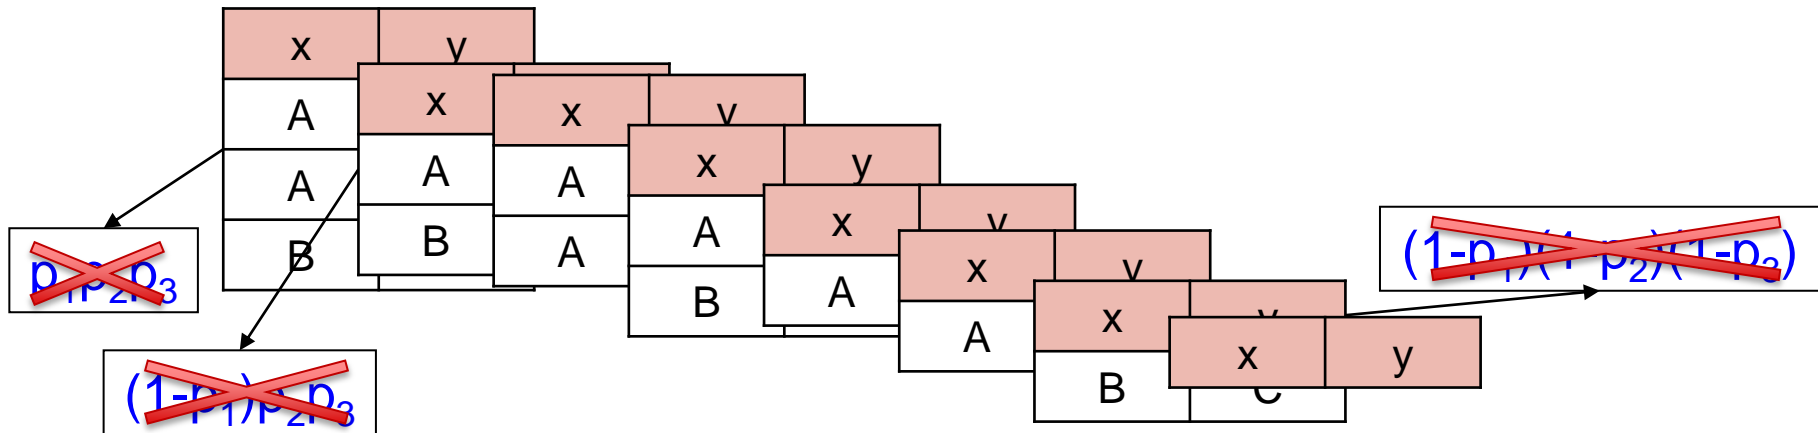 x y
A
A
B
x
A
B
x y
A
A
x y
A
B
x y
A
x y
A
x y
B C
x y
p₁p₂p₃
(1-p₁)p₂p₃
(1-p₁)(1-p₂)(1-p₃)